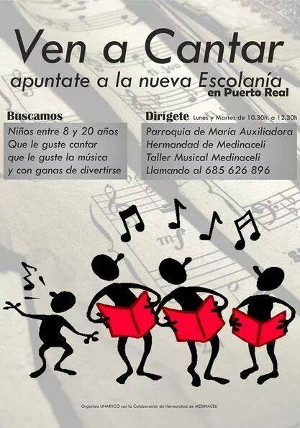 Ven a Cantar
apuntate a la nueva Escolanía
en Puerto Real
Buscamos
Niños entre 8 y 20 años
Que le guste cantar
que le guste la música
y con ganas de divertirse
Dirígete Lunes y Martes de 10.30h. a 12.30h
Parroquia de María Auxiliadora
Hermandad de Medinaceli
Taller Musical Medinaceli
Llamando al 685 626 896
Organiza UNARYCO con la Colaboración de Hermandad de MEDINACELI